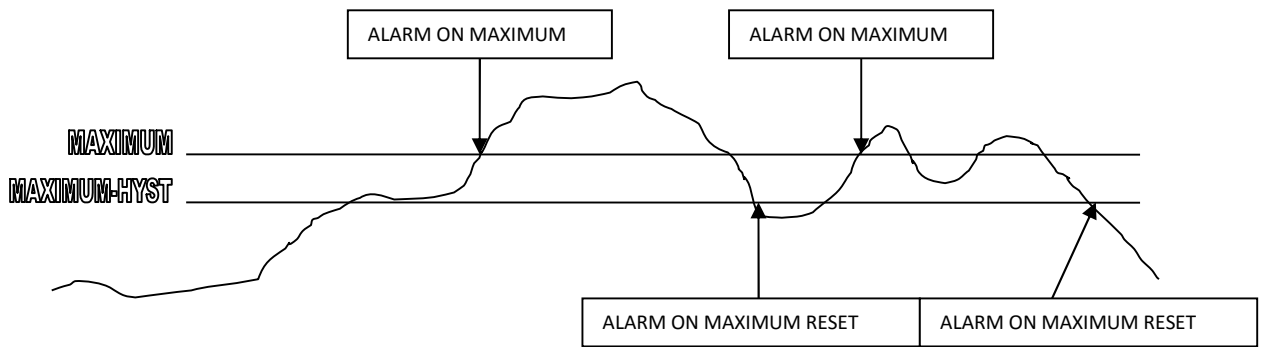 ALARM ON MAXIMUM
ALARM ON MAXIMUM
MAXIMUM
MAXIMUM-HYST
ALARM ON MAXIMUM RESET
ALARM ON MAXIMUM RESET